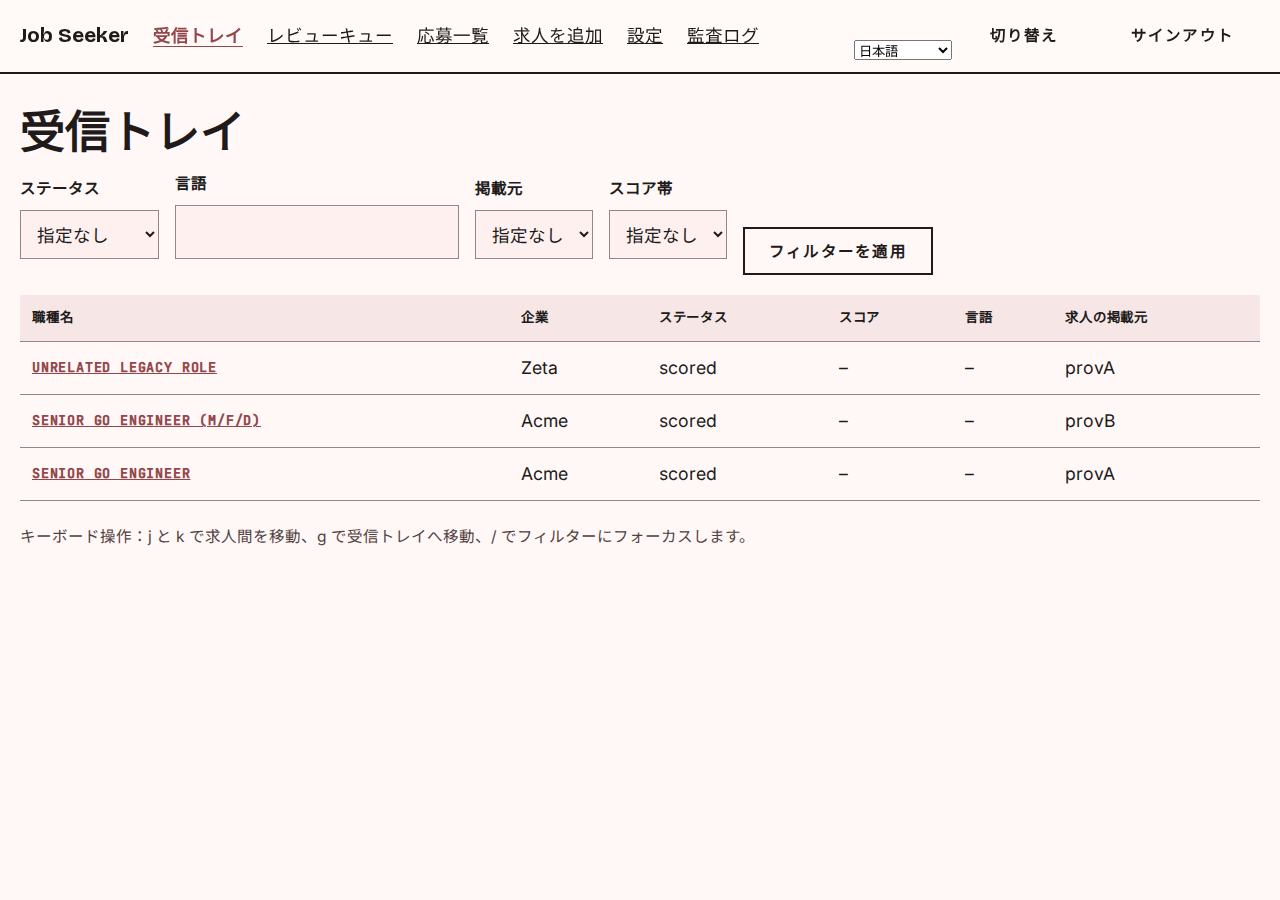 Job Seeker 受信トレイ レビューキュー 応募一覧 求人を追加 設定 監査ログ 日本語 切り替え サインアウト
受信トレイ
ステータス 言語 掲載元 スコア帯
指定なし 指定なし 指定なし フィルターを適用
職種名 企業 ステータス スコア 言語 求人の掲載元
UNRELATED LEGACY ROLE Zeta scored – – provA
SENIOR GO ENGINEER (M/F/D) Acme scored – – provB
SENIOR GO ENGINEER Acme scored – – provA
キーボード操作：j と k で求人間を移動、g で受信トレイへ移動、/ でフィルターにフォーカスします。